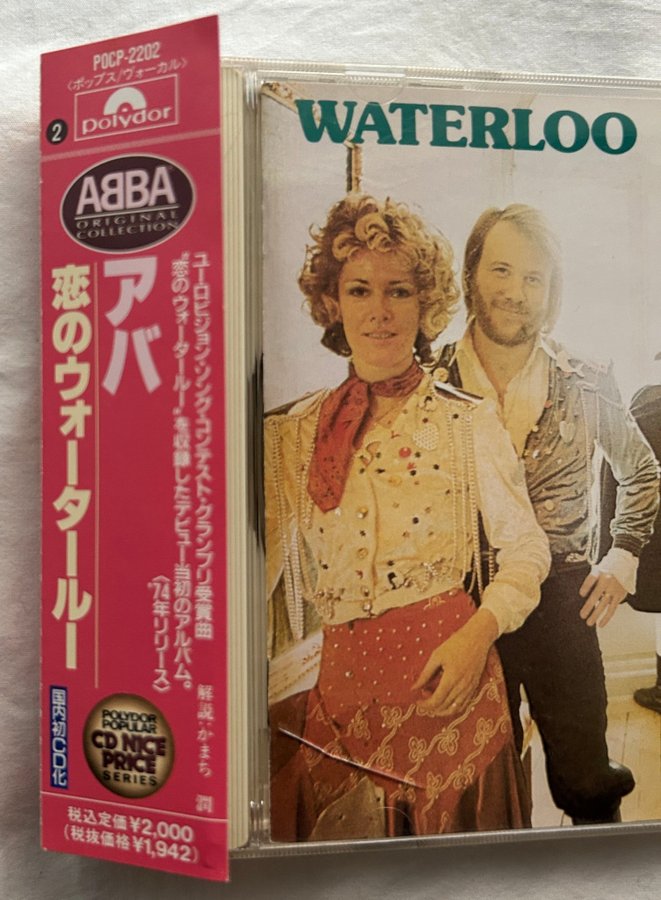 POCP-2202
〈ポップス/ヴォーカル〉
polydor
2
ABBA
ORIGINAL
COLLECTION
アバ
恋のウォータールー
ユーロビジョン・ソング・コンテスト・グランプリ受賞曲
“恋のウォータールー”を収録したデビュー当初のアルバム。
〈'74年リリース〉
解説:かまち 潤
国内初CD化
POLYDOR
POPULAR
CD NICE
PRICE
SERIES
税込定価¥2,000
(税抜価格¥1,942)
WATERLOO